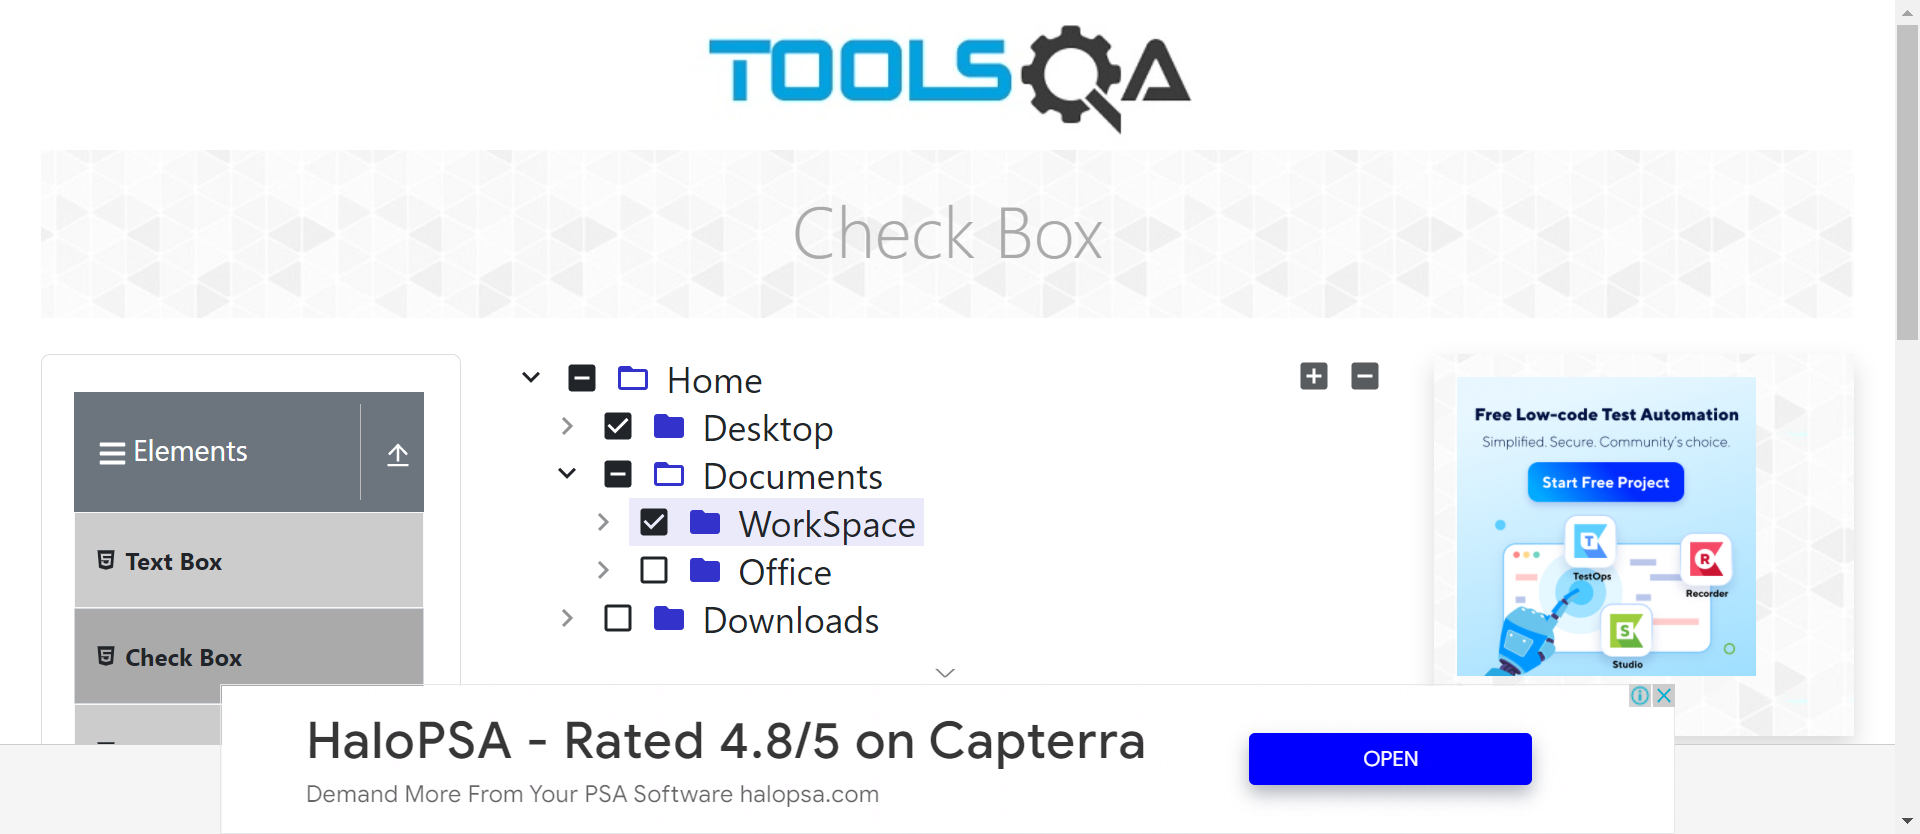 TOOLSQA
Check Box
Elements
Text Box
Check Box
Home
Desktop
Documents
WorkSpace
Office
Downloads
Free Low-code Test Automation
Simplified. Secure. Community's choice.
Start Free Project
TestOps
Recorder
Studio
HaloPSA - Rated 4.8/5 on Capterra
Demand More From Your PSA Software halopsa.com
OPEN